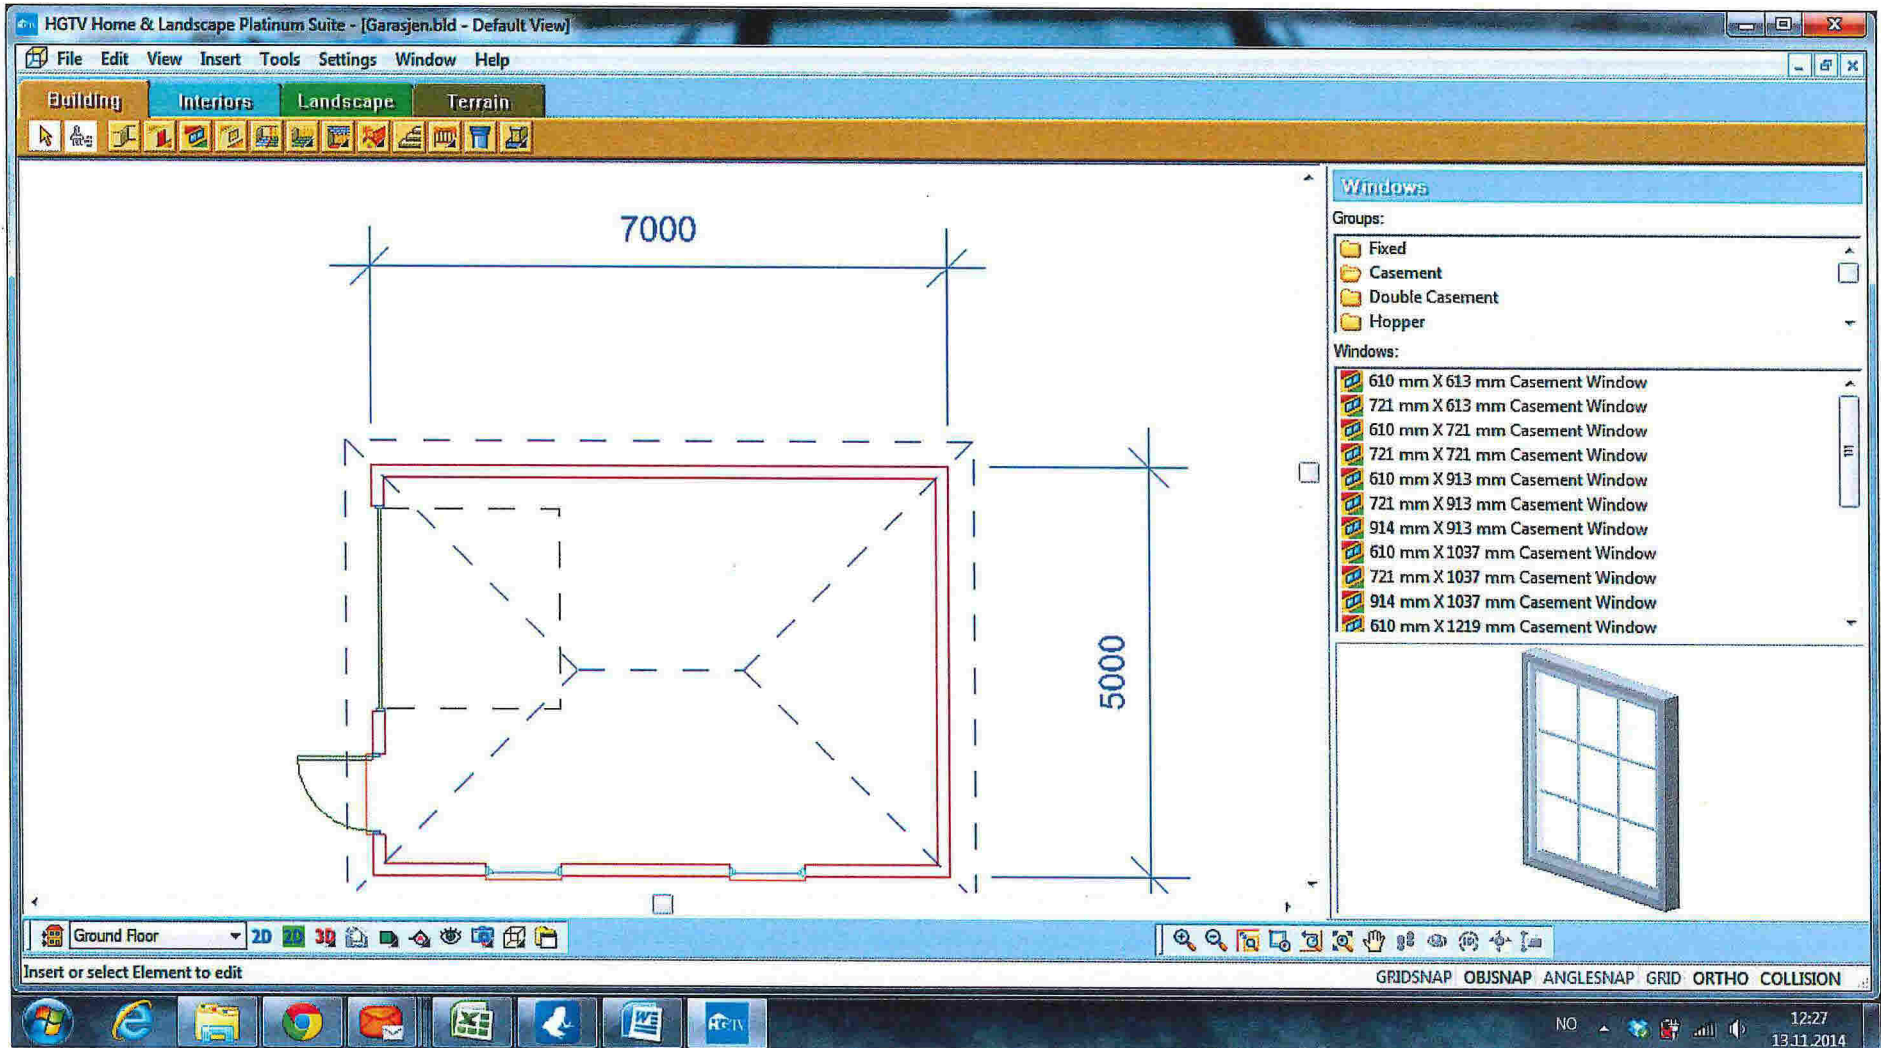 HGTV Home & Landscape Platinum Suite - [Garasjen.bld - Default View]
File Edit View Insert Tools Settings Window Help
Building Interiors Landscape Terrain
7000
5000
Windows
Groups:
Fixed
Casement
Double Casement
Hopper
Windows:
610 mm X 613 mm Casement Window
721 mm X 613 mm Casement Window
610 mm X 721 mm Casement Window
721 mm X 721 mm Casement Window
610 mm X 913 mm Casement Window
721 mm X 913 mm Casement Window
914 mm X 913 mm Casement Window
610 mm X 1037 mm Casement Window
721 mm X 1037 mm Casement Window
914 mm X 1037 mm Casement Window
610 mm X 1219 mm Casement Window
Ground Floor 2D 2D 3D
Insert or select Element to edit
GRIDSNAP OBJSNAP ANGLESNAP GRID ORTHO COLLISION
HGTV
NO
12:27
13.11.2014